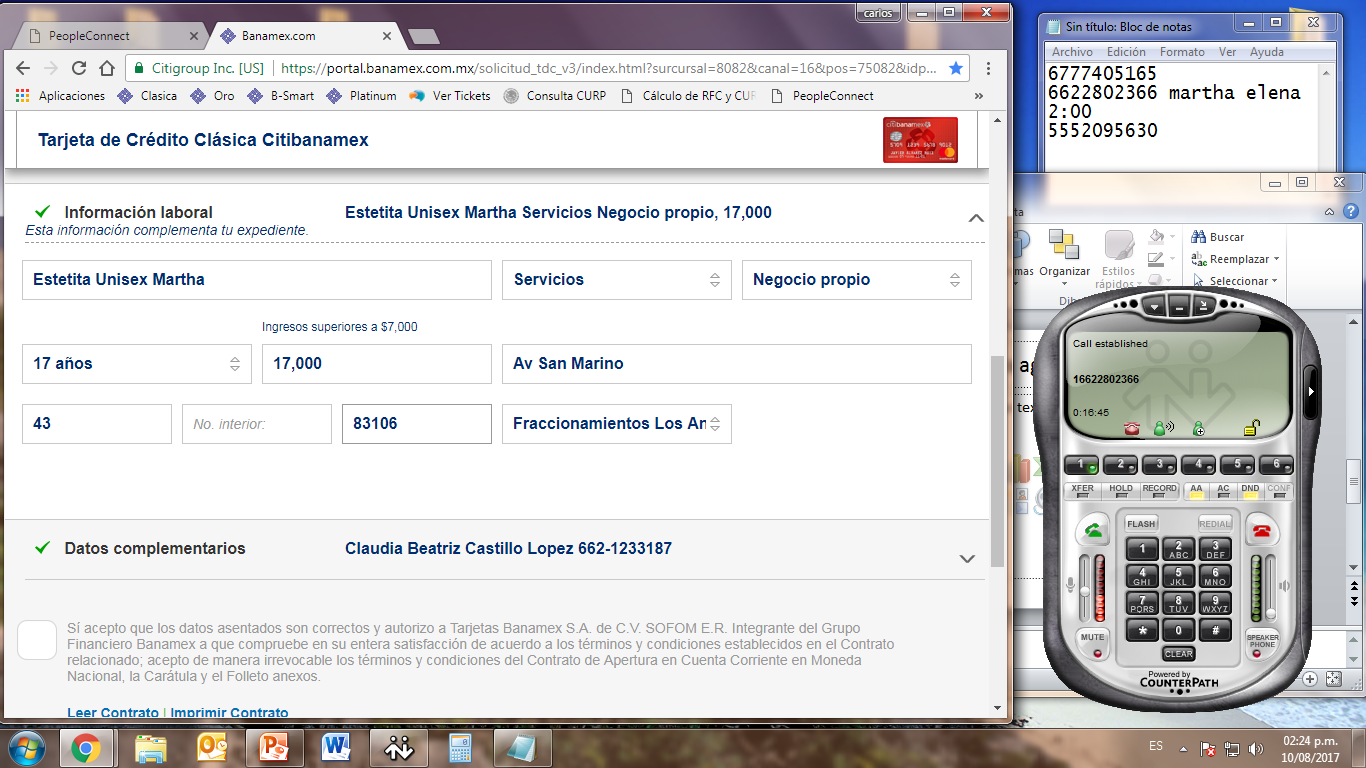 carlos
PeopleConnect
Banamex.com
Citigroup Inc. [US] | https://portal.banamex.com.mx/solicitud_tdc_v3/index.html?surcursal=8082&canal=16&pos=75082&idp...
Aplicaciones Clasica Oro B-Smart Platinum Ver Tickets Consulta CURP Cálculo de RFC y CUR PeopleConnect »
Tarjeta de Crédito Clásica Citibanamex
Información laboral
Estetita Unisex Martha Servicios Negocio propio, 17,000
Esta información complementa tu expediente.
Estetita Unisex Martha Servicios Negocio propio
Ingresos superiores a $7,000
17 años 17,000 Av San Marino
43 No. interior: 83106 Fraccionamientos Los An
Datos complementarios Claudia Beatriz Castillo Lopez 662-1233187
Sí acepto que los datos asentados son correctos y autorizo a Tarjetas Banamex S.A. de C.V. SOFOM E.R. Integrante del Grupo
Financiero Banamex a que compruebe en su entera satisfacción de acuerdo a los términos y condiciones establecidos en el Contrato
relacionado; acepto de manera irrevocable los términos y condiciones del Contrato de Apertura en Cuenta Corriente en Moneda
Nacional, la Carátula y el Folleto anexos.
Leer Contrato | Imprimir Contrato
Sin título: Bloc de notas
Archivo Edición Formato Ver Ayuda
6777405165
6622802366 martha elena
2:00
5552095630
Buscar
Reemplazar
Seleccionar
Organizar
Estilos
rápidos
Call established
16622802366
0:16:45
1 2 3 4 5 6
XFER HOLD RECORD AA AC DND CONF
FLASH REDIAL
1 2 ABC 3 DEF
4 GHI 5 JKL 6 MNO
7 PQRS 8 TUV 9 WXYZ
* 0 #
MUTE CLEAR SPEAKER PHONE
Powered by
COUNTERPATH
ES
02:24 p.m.
10/08/2017